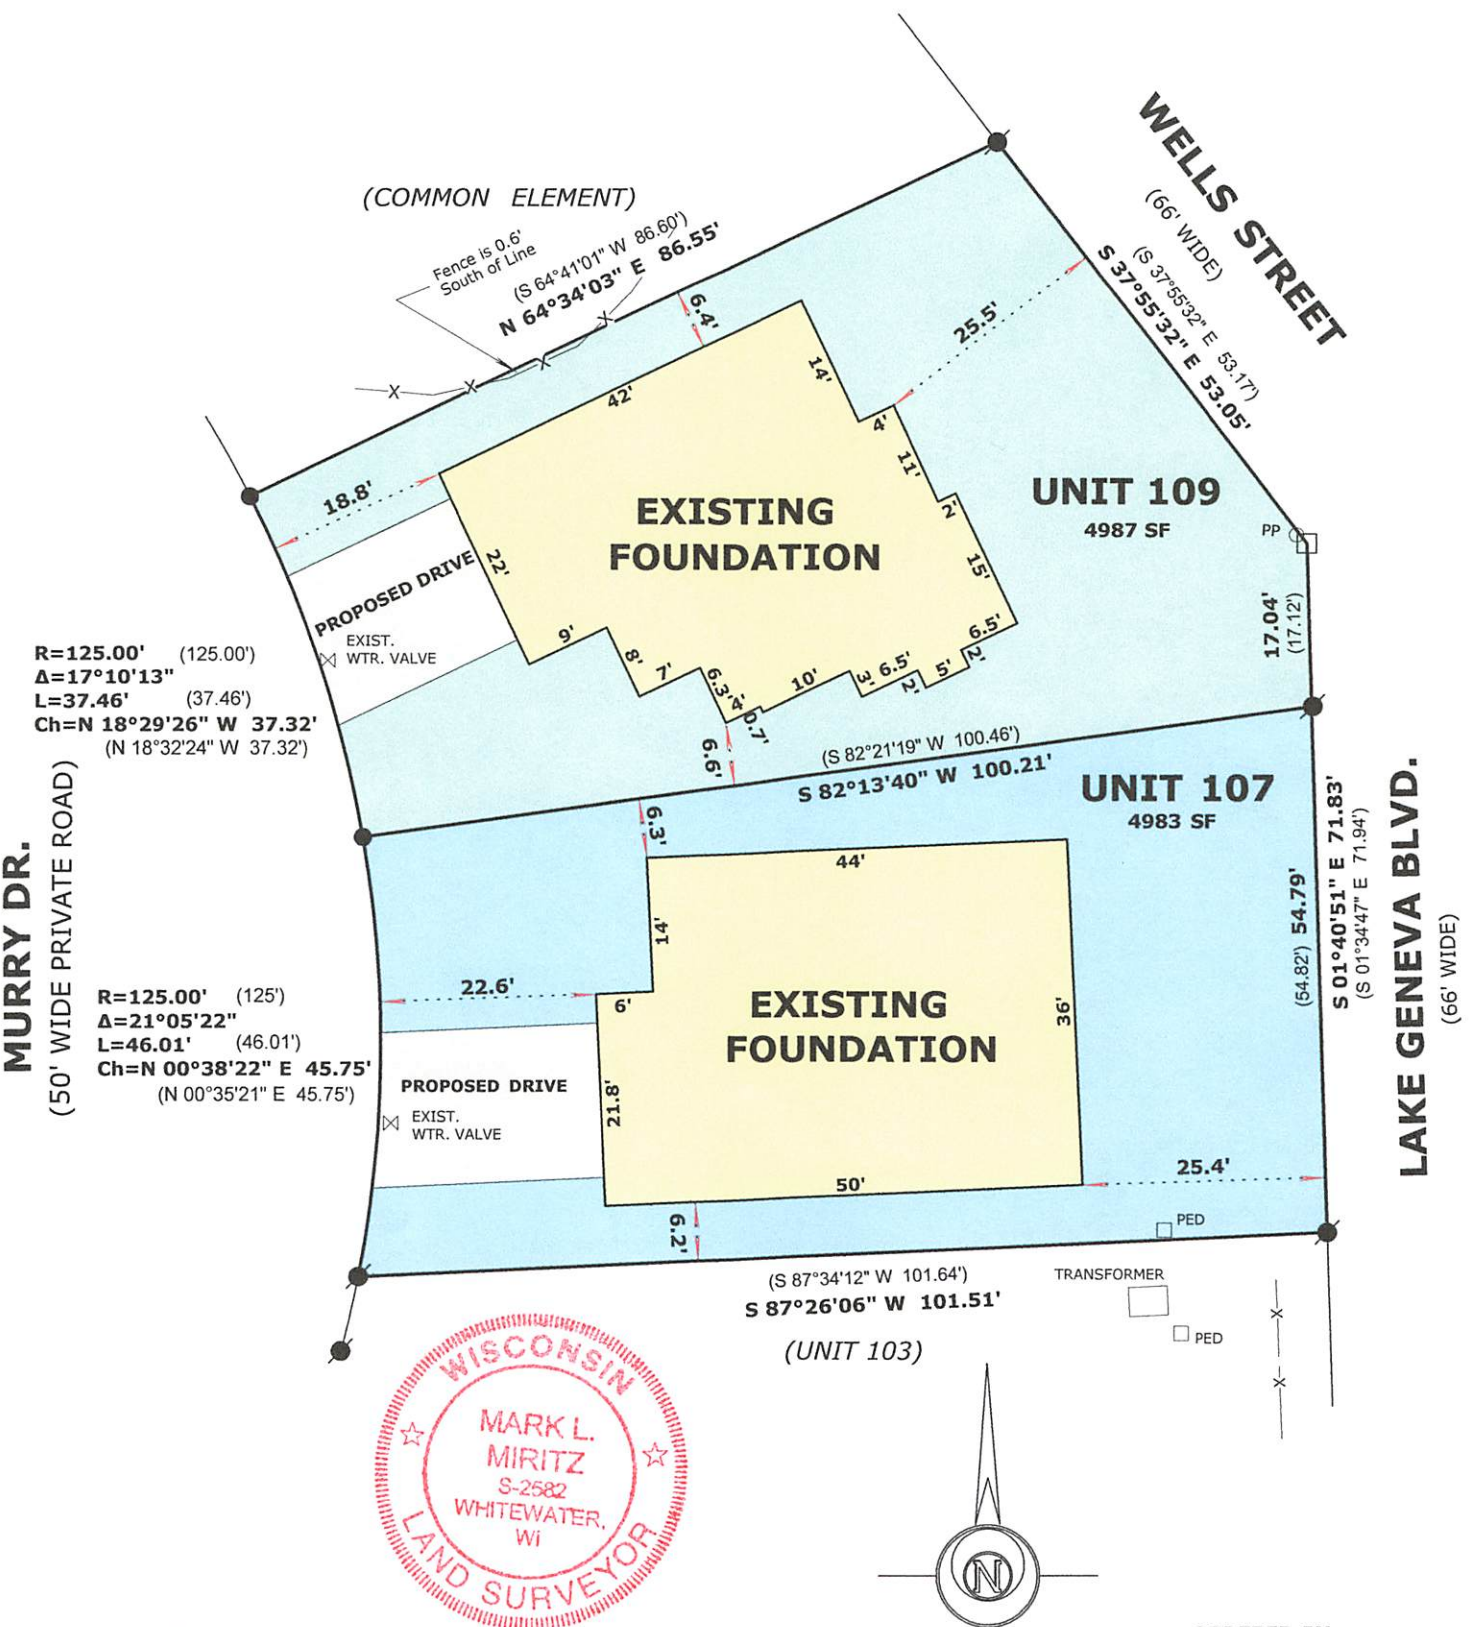 WELLS STREET
(66' WIDE)
(S 37°55'32" E 53.17')
S 37°55'32" E 53.05'
(COMMON ELEMENT)
Fence is 0.6'
South of Line
(S 64°41'01" W 86.60')
N 64°34'03" E 86.55'
X
X
X
X
6.4'
25.5'
42'
14'
4'
11'
2'
15'
6.5'
2'
5'
2'
6.5'
3'
10'
0.7'
4'
6.3'
7'
8'
9'
22'
18.8'
EXISTING
FOUNDATION
UNIT 109
4987 SF
PP
17.04'
(17.12')
PROPOSED DRIVE
EXIST.
WTR. VALVE
R=125.00' (125.00')
Δ=17°10'13"
L=37.46' (37.46')
Ch=N 18°29'26" W 37.32'
(N 18°32'24" W 37.32')
6.6'
(S 82°21'19" W 100.46')
S 82°13'40" W 100.21'
UNIT 107
4983 SF
6.3'
44'
14'
22.6'
6'
36'
21.8'
50'
25.4'
6.2'
EXISTING
FOUNDATION
(54.82') 54.79'
S 01°40'51" E 71.83'
(S 01°34'47" E 71.94')
LAKE GENEVA BLVD.
(66' WIDE)
MURRY DR.
(50' WIDE PRIVATE ROAD)
R=125.00' (125')
Δ=21°05'22"
L=46.01' (46.01')
Ch=N 00°38'22" E 45.75'
(N 00°35'21" E 45.75')
PROPOSED DRIVE
EXIST.
WTR. VALVE
PED
(S 87°34'12" W 101.64')
S 87°26'06" W 101.51'
TRANSFORMER
PED
X
X
(UNIT 103)
WISCONSIN
MARK L.
MIRITZ
S-2582
WHITEWATER,
Wi
LAND SURVEYOR
N